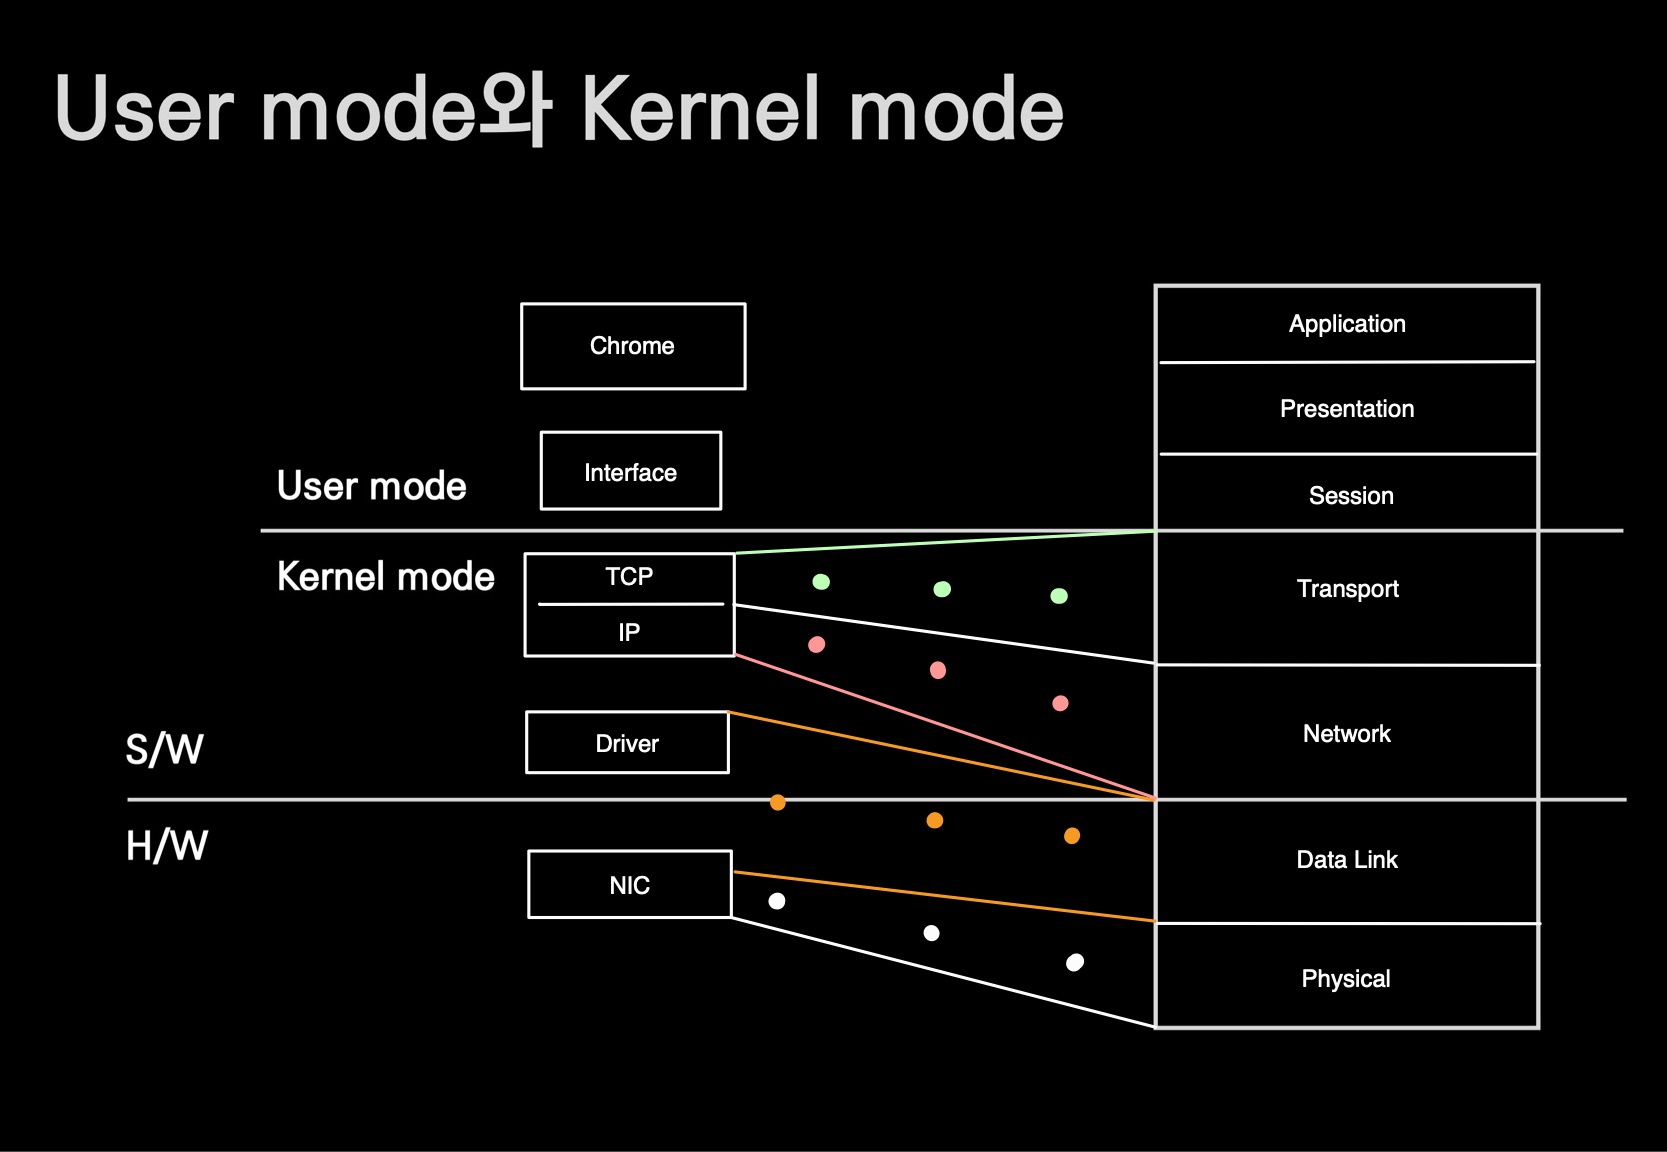 User mode와 Kernel mode
Chrome
Interface
User mode
Kernel mode
TCP
IP
S/W
Driver
H/W
NIC
Application
Presentation
Session
Transport
Network
Data Link
Physical